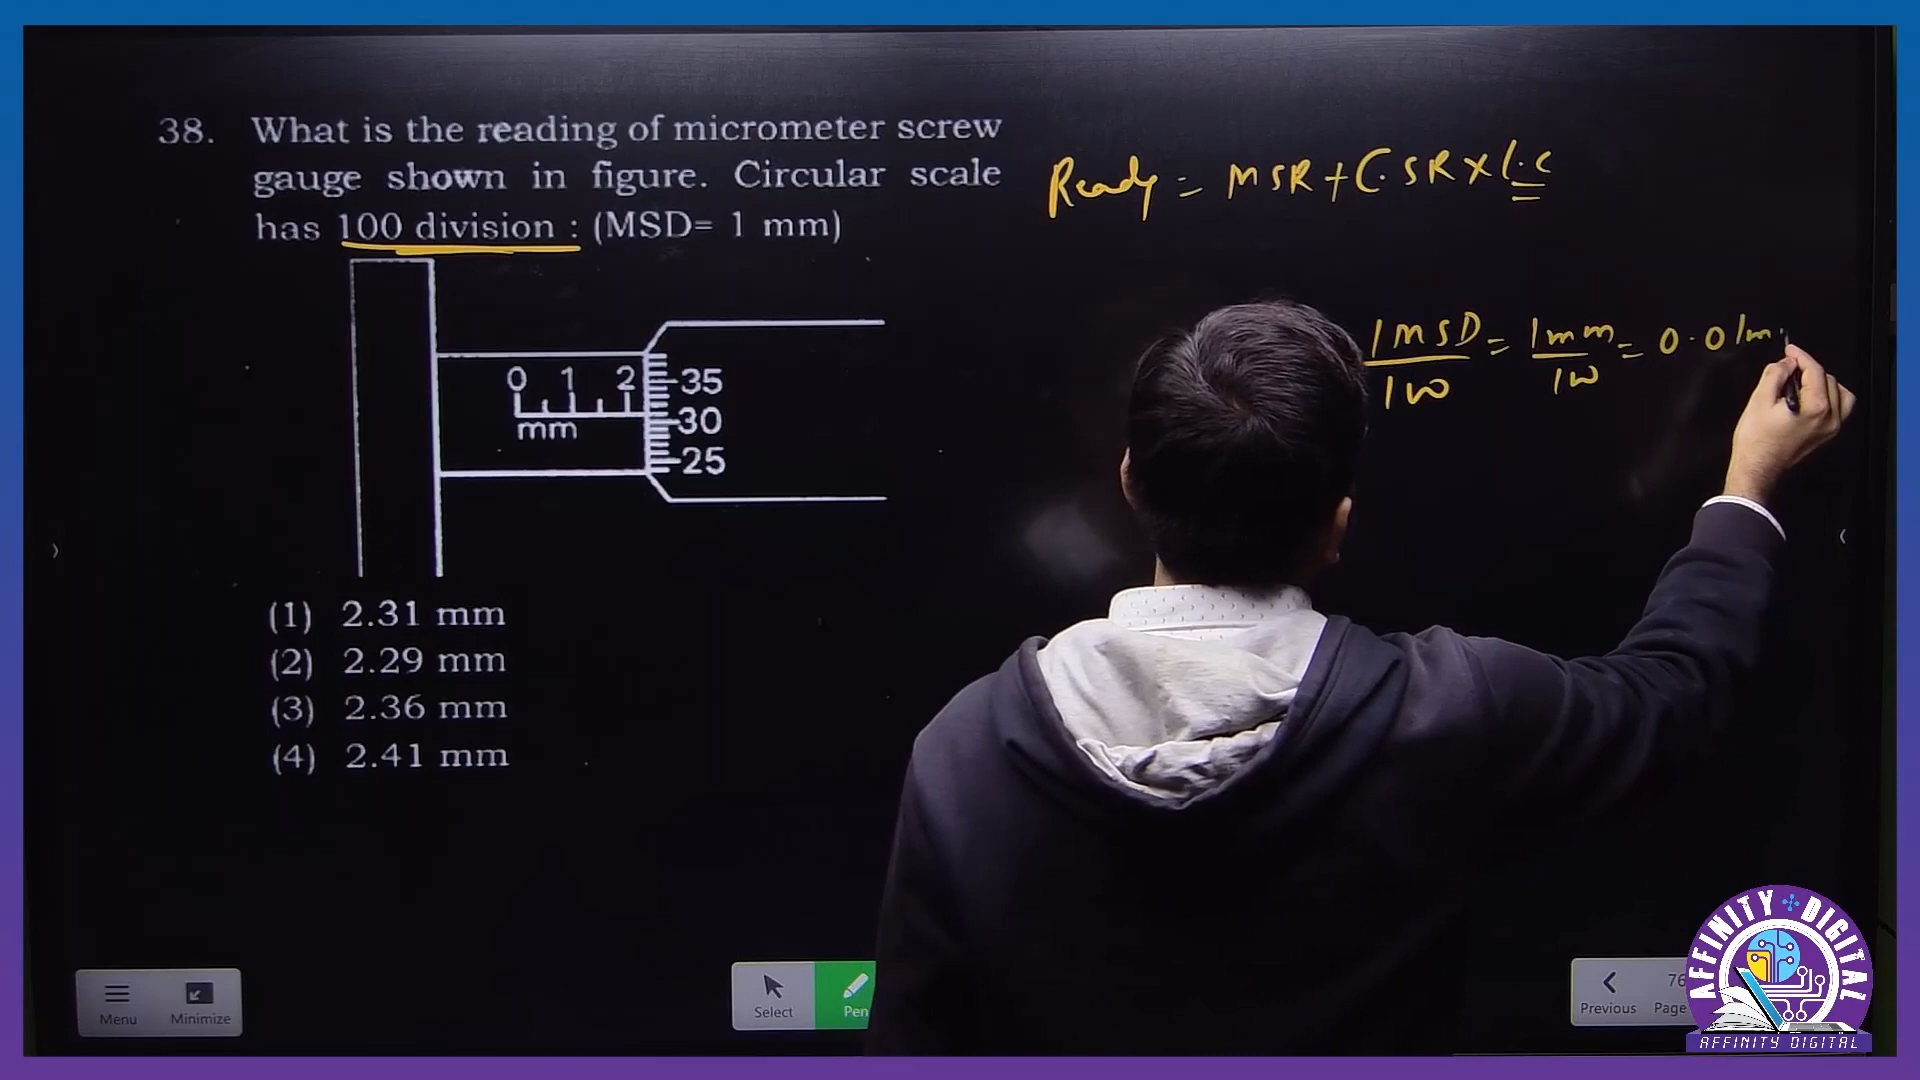 38. What is the reading of micrometer screw
gauge shown in figure. Circular scale
has 100 division : (MSD= 1 mm)
Ready = MSR + C.SR X L.C
1 MSD = 1mm = 0.01m
100 100
0 1 2
mm
35
30
25
(1) 2.31 mm
(2) 2.29 mm
(3) 2.36 mm
(4) 2.41 mm
Menu Minimize
Select Pen
Previous Page 76
AFFINITY DIGITAL
AFFINITY DIGITAL